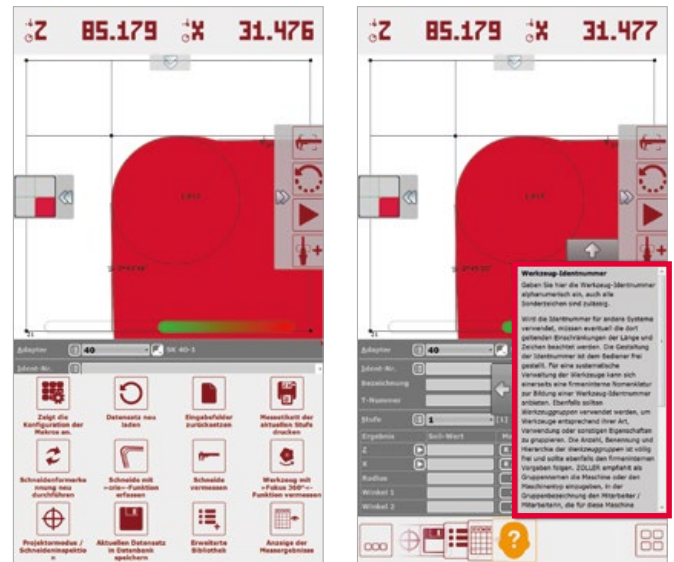 Z 85.179 X 31.476
Adapter 40 SK 40-1
Ident-Nr.
Zeigt die
Konfiguration der
Makros an.
Datensatz neu
laden
Eingabefelder
zurücksetzen
Messetikett der
aktuellen Stufe
drucken
Schneidenformerke
nnung neu
durchführen
Schneide mit
»cris«-Funktion
erfassen
Schneide
vermessen
Werkzeug mit
»Fokus 360°«-
Funktion vermessen
Projektormodus /
Schneideninspektio
n
Aktuellen Datensatz
in Datenbank
speichern
Erweiterte
Bibliothek
Anzeige der
Messergebnisse
Z 85.179 X 31.477
Adapter 40 SK 40-1
Ident-Nr.
Bezeichnung
T-Nummer
Stufe 1 [1]
Ergebnis Soll-Wert
Z
X
Radius
Winkel 1
Winkel 2
Werkzeug-Identnummer
Geben Sie hier die Werkzeug-Identnummer
alphanumerisch ein, auch alle
Sonderzeichen sind zulässig.
Wird die Identnummer für andere Systeme
verwendet, müssen eventuell die dort
geltenden Einschränkungen der Länge und
Zeichen beachtet werden. Die Gestaltung
der Identnummer ist dem Bediener frei
gestellt. Für eine systematische
Verwaltung der Werkzeuge kann sich
einerseits eine firmeninterne Nomenklatur
zur Bildung einer Werkzeug-Identnummer
anbieten. Ebenfalls sollten
Werkzeuggruppen verwendet werden, um
Werkzeuge entsprechend ihrer Art,
Verwendung oder sonstigen Eigenschaften
zu gruppieren. Die Anzahl, Benennung und
Hierarchie der Werkzeuggruppen ist völlig
frei und sollte ebenfalls den firmeninternen
Vorgaben folgen. ZOLLER empfiehlt als
Gruppennamen die Maschine oder den
Maschinentyp einzugeben, in der
Gruppenbezeichnung den Mitarbeiter /
Mitarbeiterin, die für diese Maschine